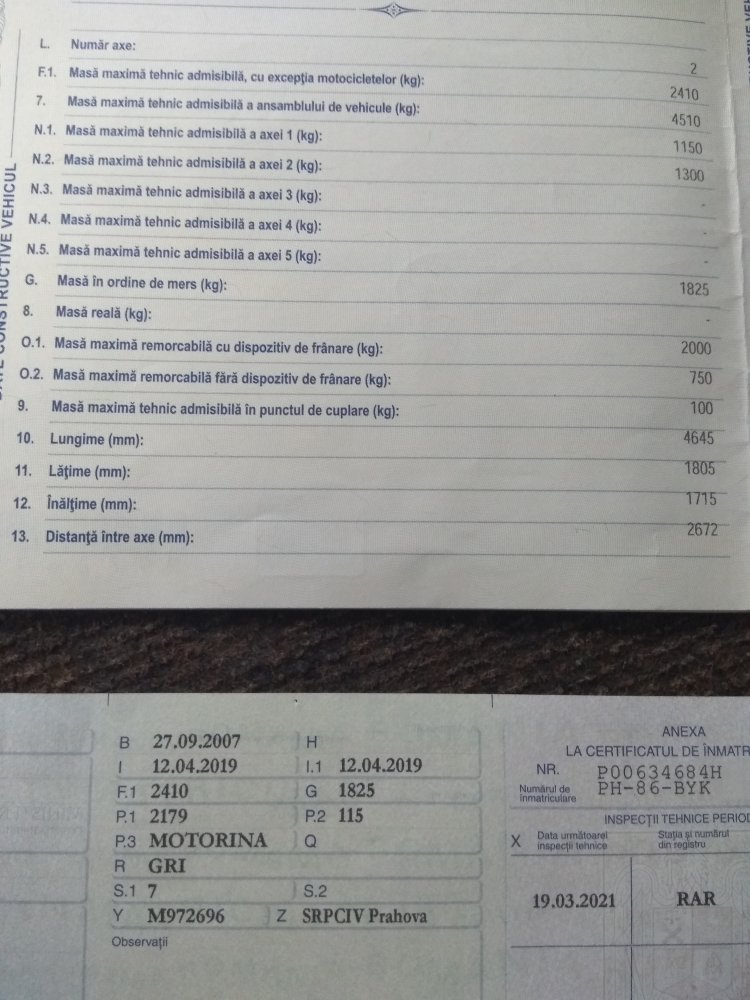 L. Număr axe: 2
F.1. Masă maximă tehnic admisibilă, cu excepţia motocicletelor (kg): 2410
7. Masă maximă tehnic admisibilă a ansamblului de vehicule (kg): 4510
N.1. Masă maximă tehnic admisibilă a axei 1 (kg): 1150
N.2. Masă maximă tehnic admisibilă a axei 2 (kg): 1300
N.3. Masă maximă tehnic admisibilă a axei 3 (kg): -
N.4. Masă maximă tehnic admisibilă a axei 4 (kg): -
N.5. Masă maximă tehnic admisibilă a axei 5 (kg): -
G. Masă în ordine de mers (kg): 1825
8. Masă reală (kg): -
O.1. Masă maximă remorcabilă cu dispozitiv de frânare (kg): 2000
O.2. Masă maximă remorcabilă fără dispozitiv de frânare (kg): 750
9. Masă maximă tehnic admisibilă în punctul de cuplare (kg): 100
10. Lungime (mm): 4645
11. Lăţime (mm): 1805
12. Înălţime (mm): 1715
13. Distanţă între axe (mm): 2672
CONSTRUCTIVE VEHICUL
B 27.09.2007 H
I 12.04.2019 I.1 12.04.2019
F.1 2410 G 1825
P.1 2179 P.2 115
P.3 MOTORINA Q
R GRI
S.1 7 S.2
Y M972696 Z SRPCIV Prahova
Observaţii
ANEXA
LA CERTIFICATUL DE ÎNMATR
NR. P00634684H
Numărul de înmatriculare PH-86-BYK
INSPECŢII TEHNICE PERIOD
X Data următoarei inspecţii tehnice Staţia şi numărul din registru
19.03.2021 RAR